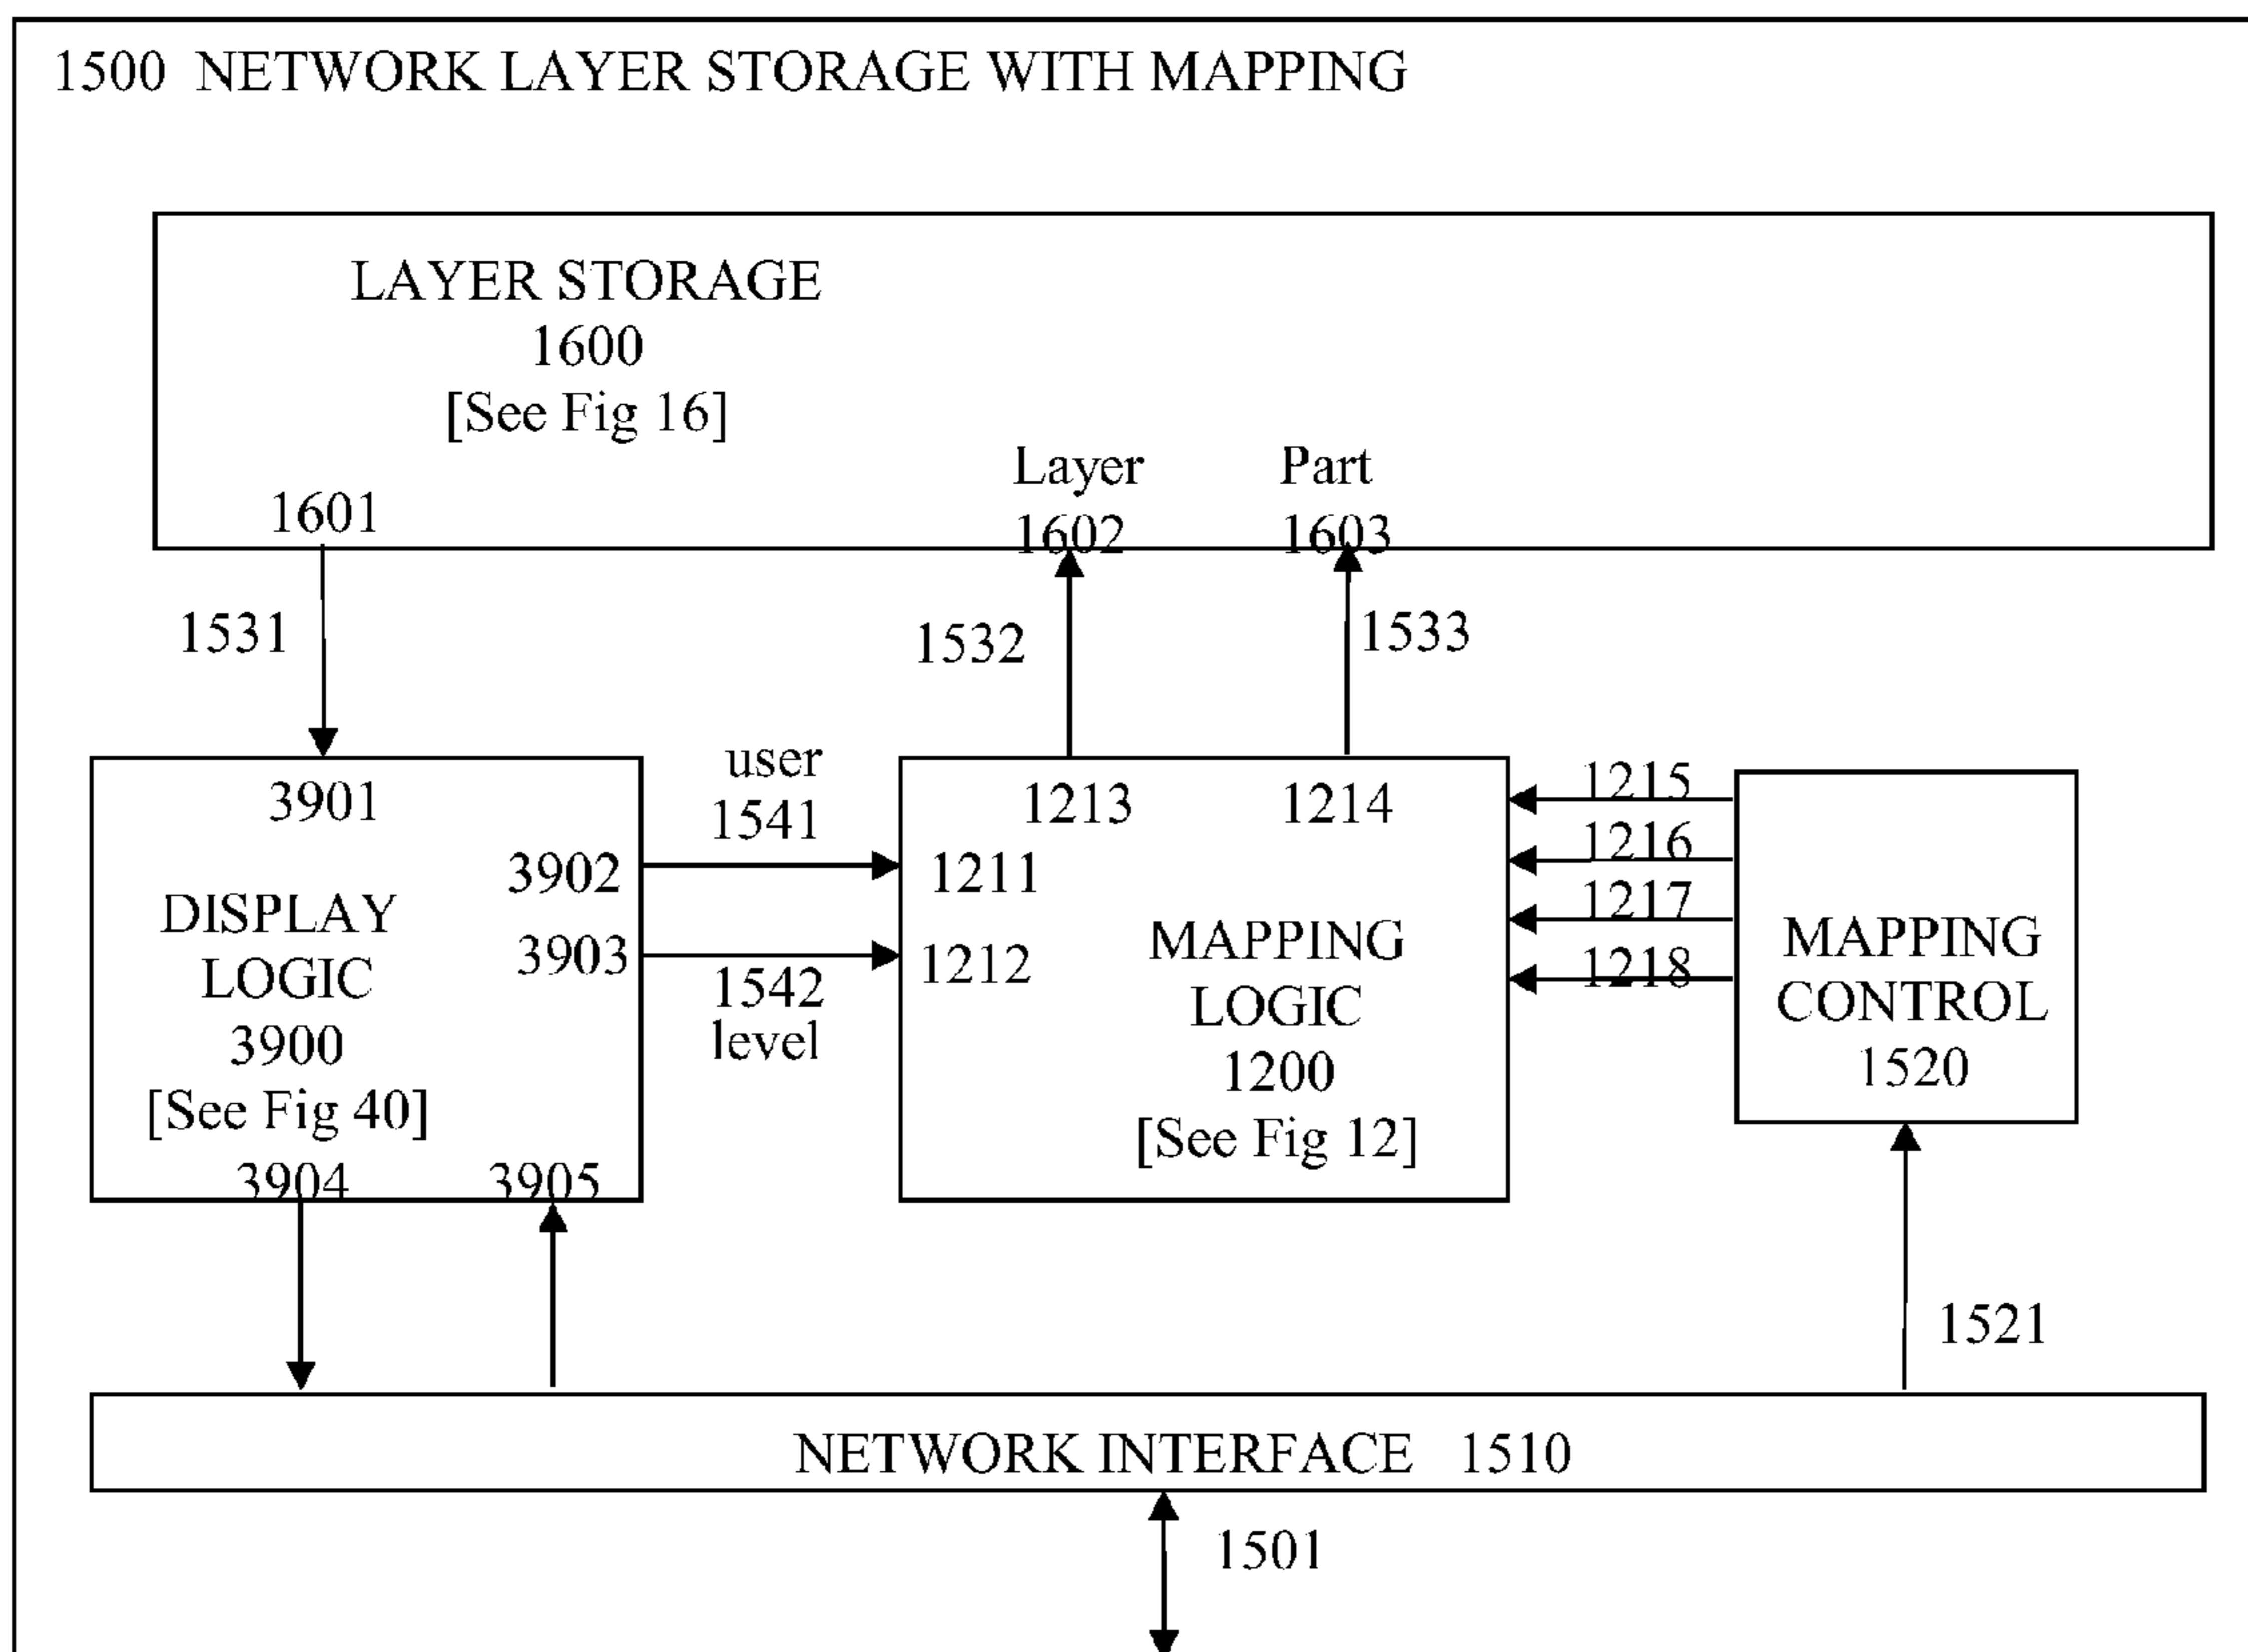 1500 NETWORK LAYER STORAGE WITH MAPPING
LAYER STORAGE
1600
[See Fig 16]
Layer
Part
1601
1602
1603
1531
1532
1533
user
1541
3901
3902
3903
DISPLAY
LOGIC
3900
[See Fig 40]
3904
3905
1542
level
1213
1214
1211
1212
MAPPING
LOGIC
1200
[See Fig 12]
1215
1216
1217
1218
MAPPING
CONTROL
1520
1521
NETWORK INTERFACE 1510
1501